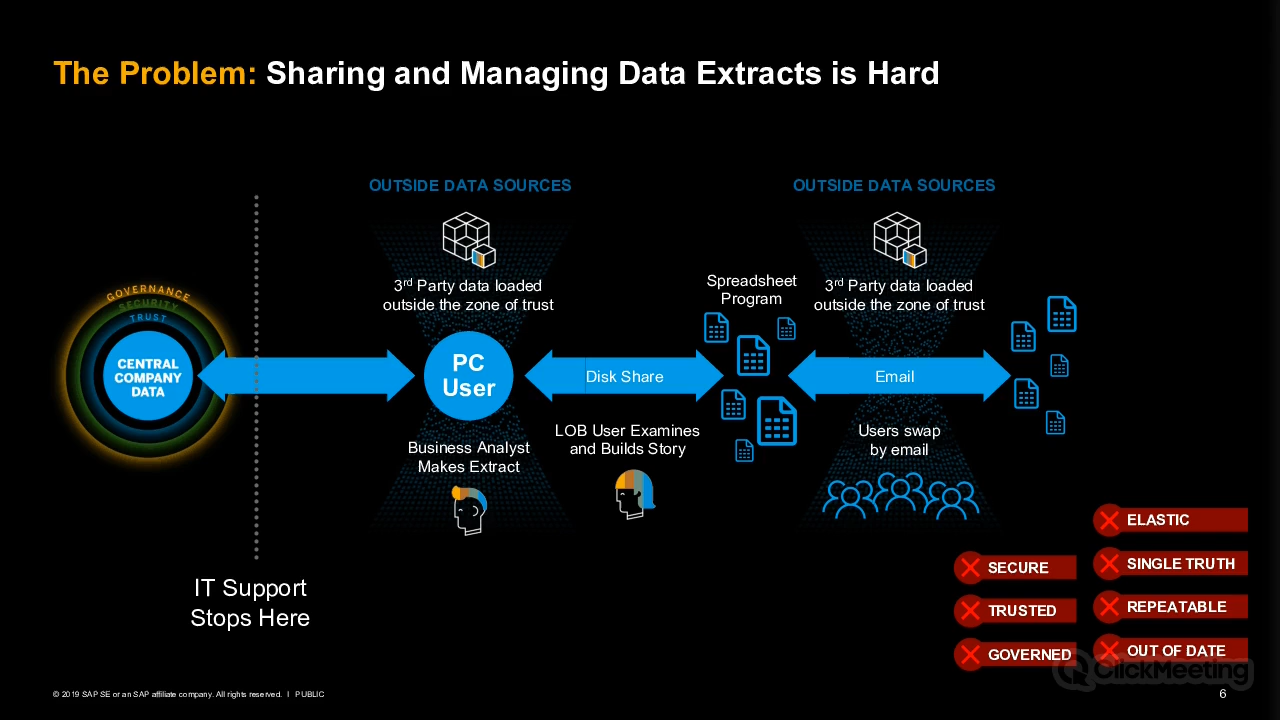 The Problem: Sharing and Managing Data Extracts is Hard
OUTSIDE DATA SOURCES
OUTSIDE DATA SOURCES
3rd Party data loaded
outside the zone of trust
Spreadsheet
Program
3rd Party data loaded
outside the zone of trust
GOVERNANCE
SECURITY
TRUST
CENTRAL
COMPANY
DATA
PC
User
Disk Share
Email
Business Analyst
Makes Extract
LOB User Examines
and Builds Story
Users swap
by email
IT Support
Stops Here
SECURE
TRUSTED
GOVERNED
ELASTIC
SINGLE TRUTH
REPEATABLE
OUT OF DATE
ClickMeeting
© 2019 SAP SE or an SAP affiliate company. All rights reserved. | PUBLIC
6